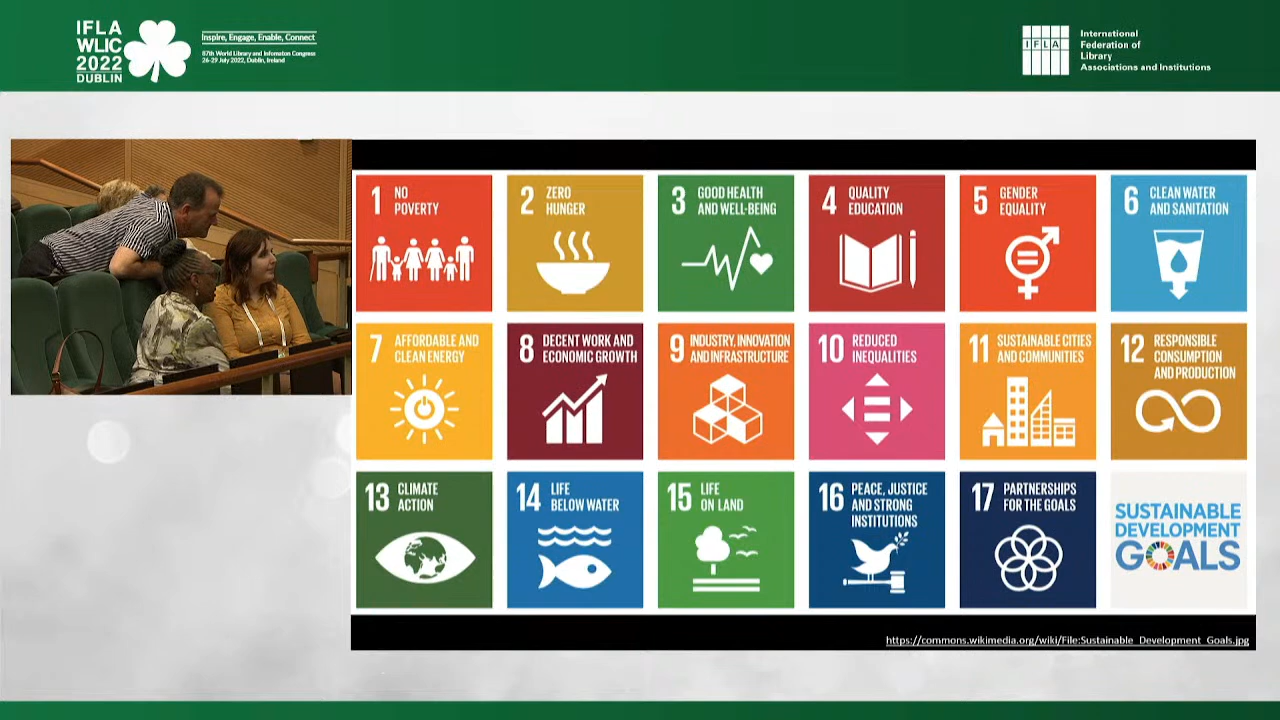 IFLA
WLIC
2022
DUBLIN
Inspire, Engage, Enable, Connect
87th World Library and Infomation Congress
26-29 July 2022, Dublin, Ireland
IFLA
International
Federation of
Library
Associations and Institutions
1 NO
POVERTY
2 ZERO
HUNGER
3 GOOD HEALTH
AND WELL-BEING
4 QUALITY
EDUCATION
5 GENDER
EQUALITY
6 CLEAN WATER
AND SANITATION
7 AFFORDABLE AND
CLEAN ENERGY
8 DECENT WORK AND
ECONOMIC GROWTH
9 INDUSTRY, INNOVATION
AND INFRASTRUCTURE
10 REDUCED
INEQUALITIES
11 SUSTAINABLE CITIES
AND COMMUNITIES
12 RESPONSIBLE
CONSUMPTION
AND PRODUCTION
13 CLIMATE
ACTION
14 LIFE
BELOW WATER
15 LIFE
ON LAND
16 PEACE, JUSTICE
AND STRONG
INSTITUTIONS
17 PARTNERSHIPS
FOR THE GOALS
SUSTAINABLE
DEVELOPMENT
GOALS
https://commons.wikimedia.org/wiki/File:Sustainable_Development_Goals.jpg